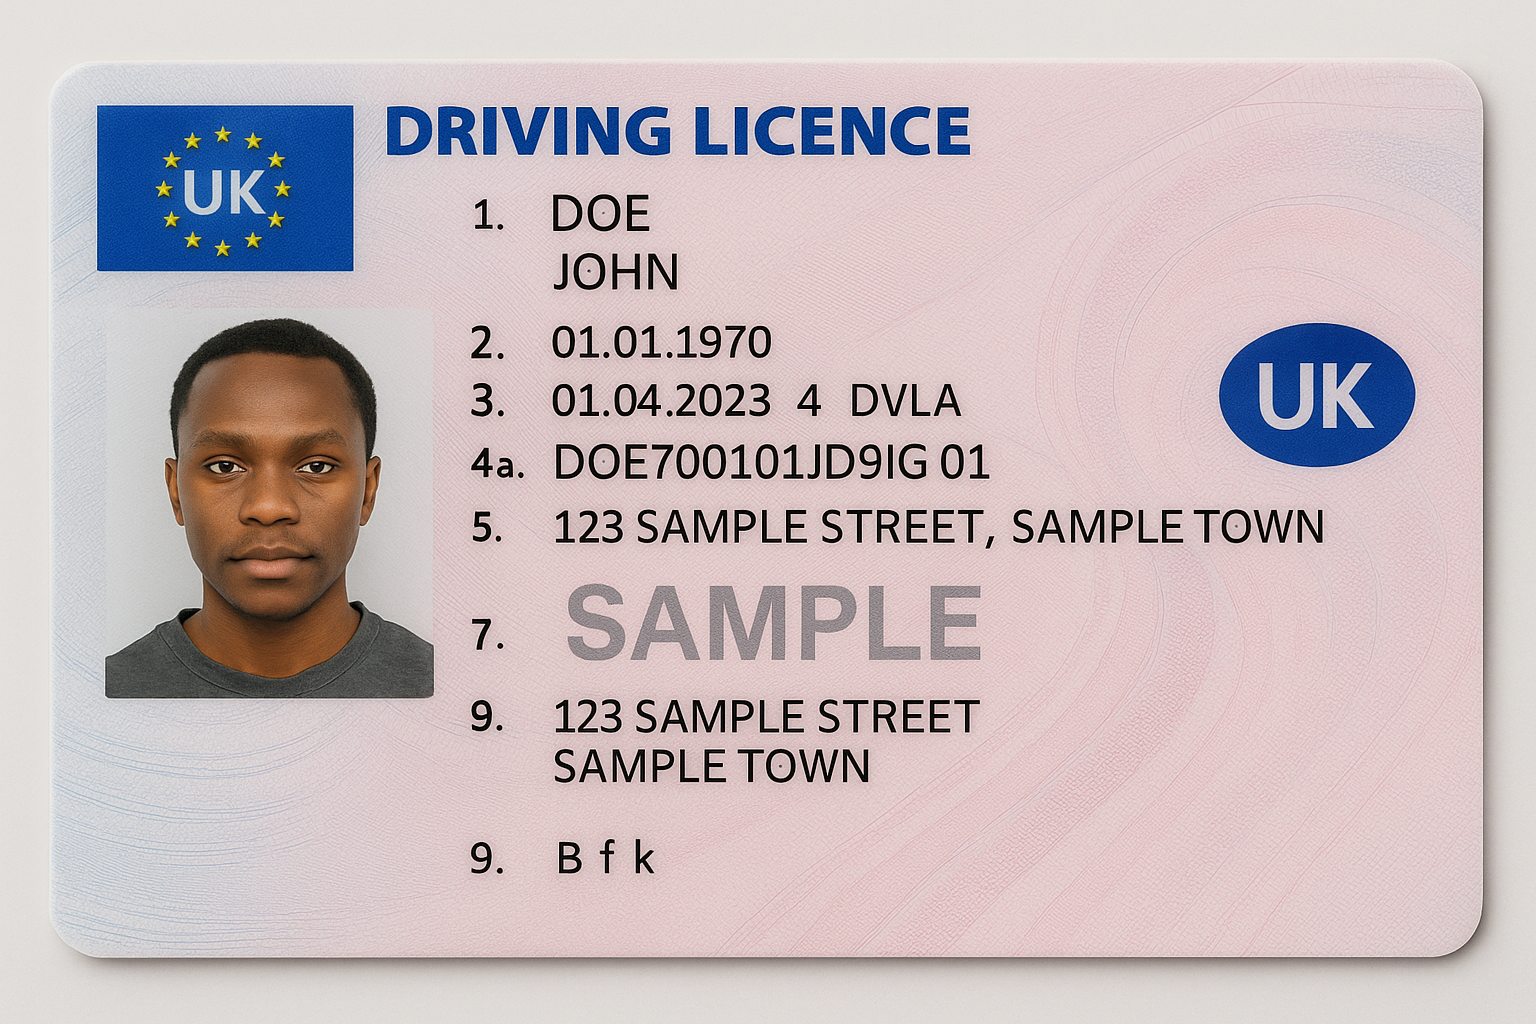 UK
DRIVING LICENCE
1. DOE
JOHN
2. 01.01.1970
3. 01.04.2023 4 DVLA
4a. DOE700101JD9IG 01
UK
5. 123 SAMPLE STREET, SAMPLE TOWN
7. SAMPLE
9. 123 SAMPLE STREET
SAMPLE TOWN
9. B f k